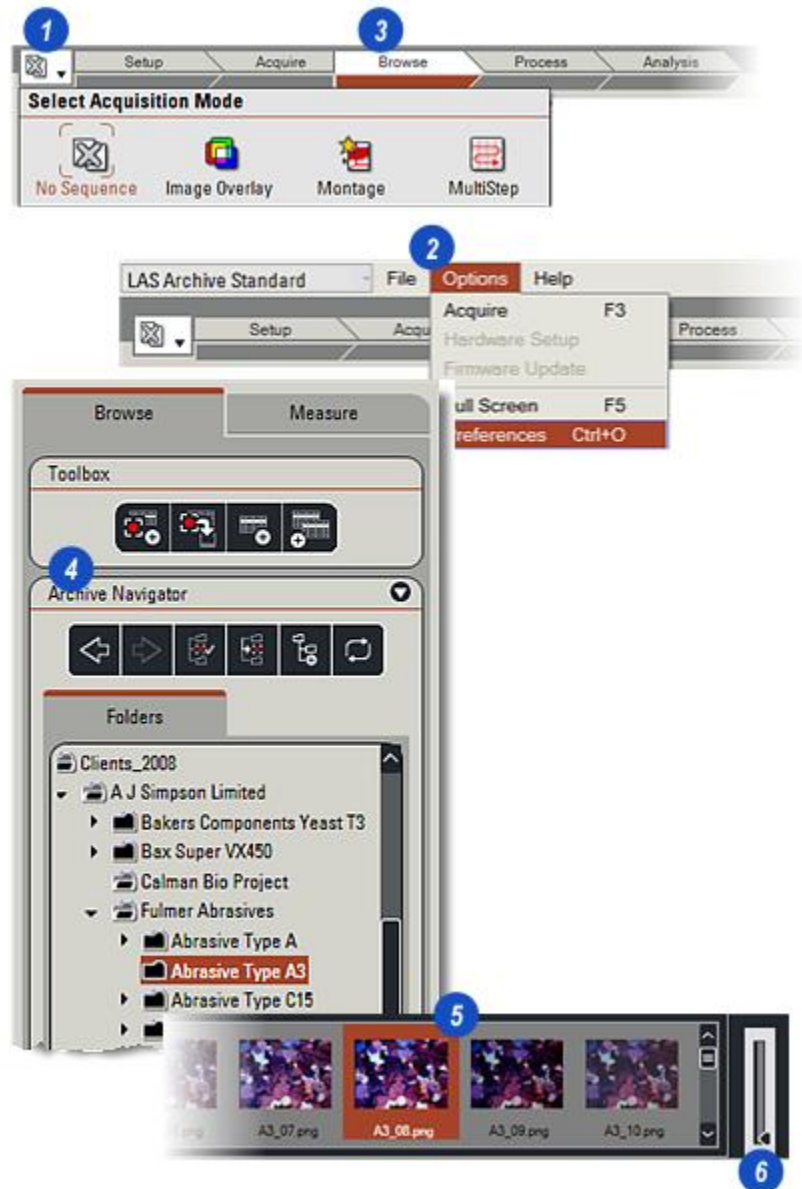 1
3
Setup Acquire Browse Process Analysis
Select Acquisition Mode
No Sequence Image Overlay Montage MultiStep
2
LAS Archive Standard File Options Help
Setup Acqu Process
Acquire F3
Hardware Setup
Firmware Update
ull Screen F5
references Ctrl+O
Browse Measure
Toolbox
4
Archive Navigator
Folders
Clients_2008
A J Simpson Limited
Bakers Components Yeast T3
Bax Super VX450
Calman Bio Project
Fulmer Abrasives
Abrasive Type A
Abrasive Type A3
Abrasive Type C15
5
A3_07.png A3_08.png A3_09.png A3_10.png
6